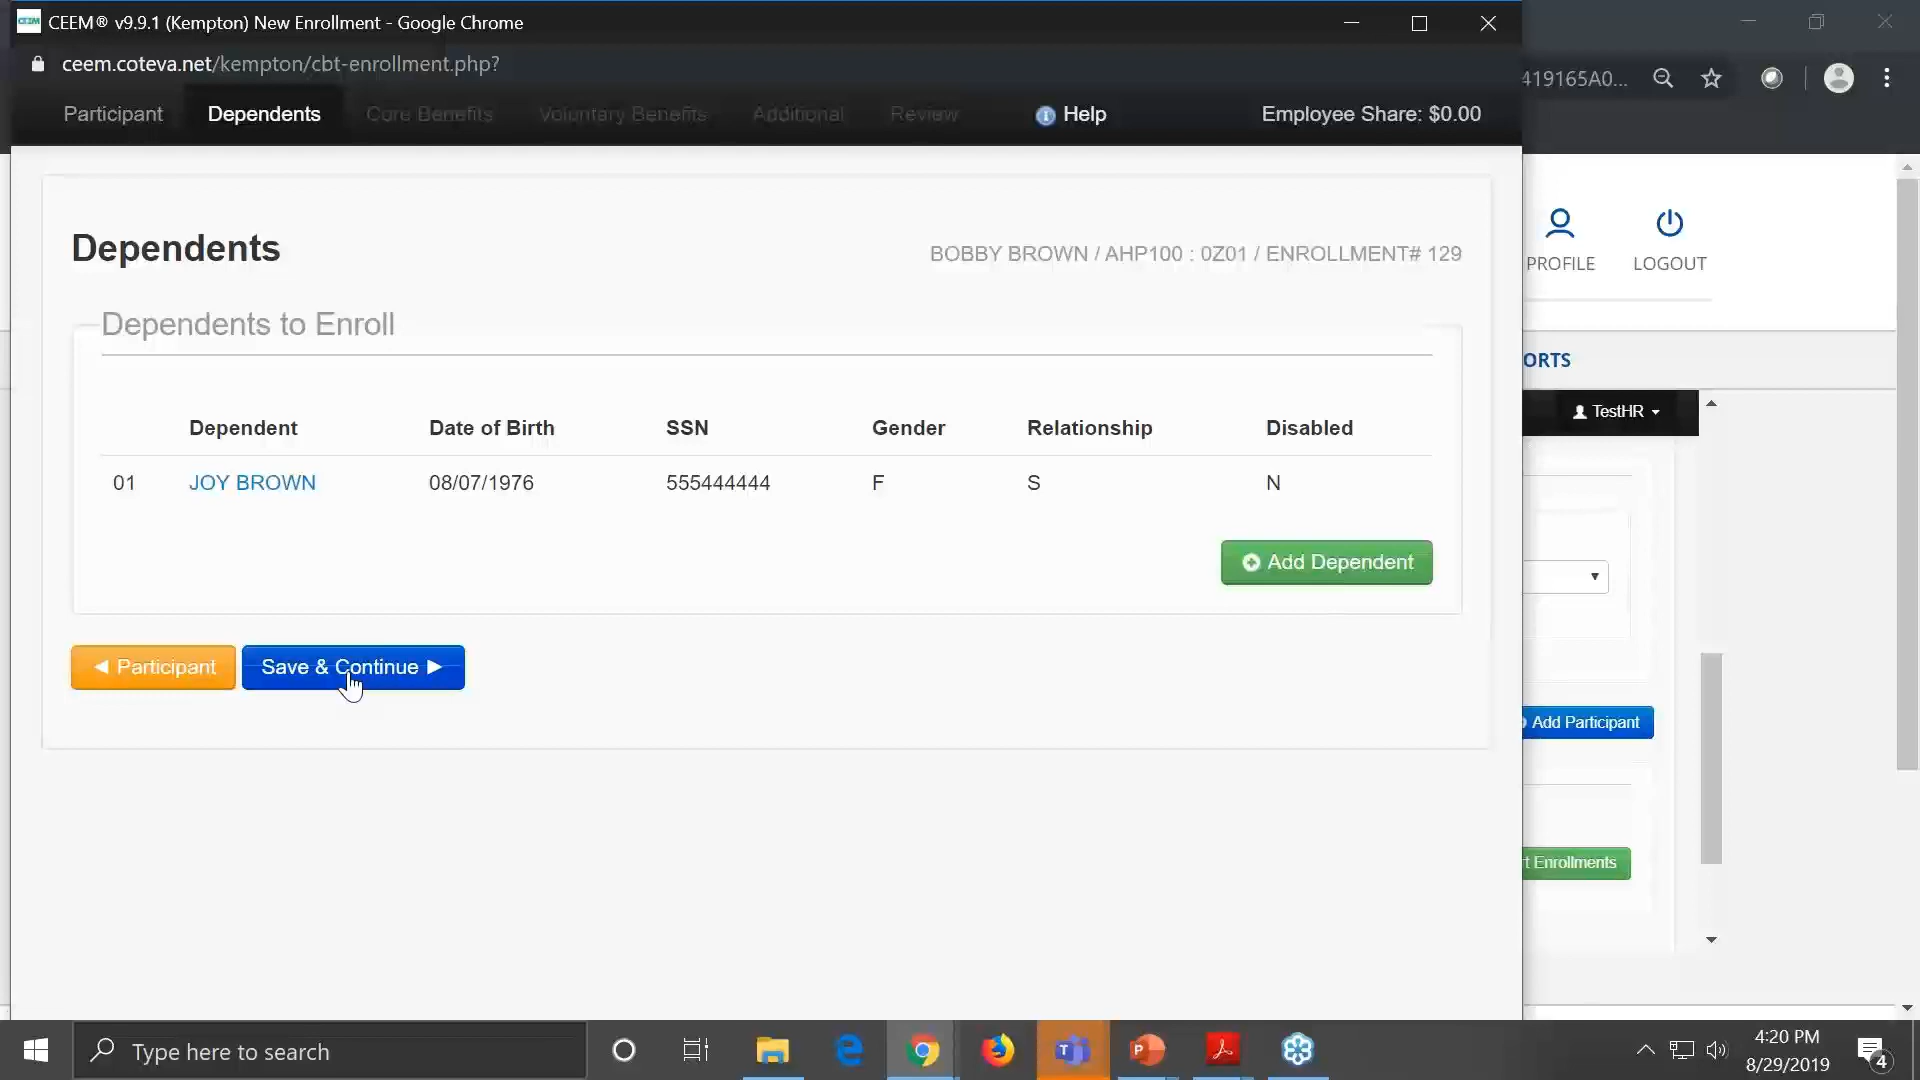 CEEM® v9.9.1 (Kempton) New Enrollment - Google Chrome
ceem.coteva.net/kempton/cbt-enrollment.php?
419165A0...
Participant Dependents Core Benefits Voluntary Benefits Additional Review Help Employee Share: $0.00
Dependents
BOBBY BROWN / AHP100 : 0Z01 / ENROLLMENT# 129
PROFILE LOGOUT
Dependents to Enroll
ORTS
TestHR
Dependent Date of Birth SSN Gender Relationship Disabled
01 JOY BROWN 08/07/1976 555444444 F S N
Add Dependent
◀ Participant Save & Continue ▶
Add Participant
t Enrollments
Type here to search
4:20 PM
8/29/2019
4